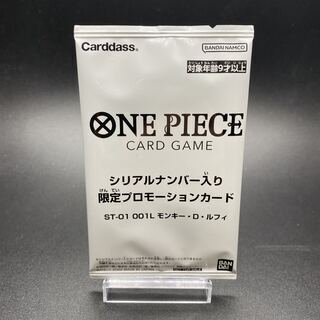 Carddass®
BANDAI NAMCO
対象年齢9才以上
ONE PIECE
CARD GAME
シリアルナンバー入り
限定プロモーションカード
ST-01 001L モンキー・D・ルフィ
BANDAI